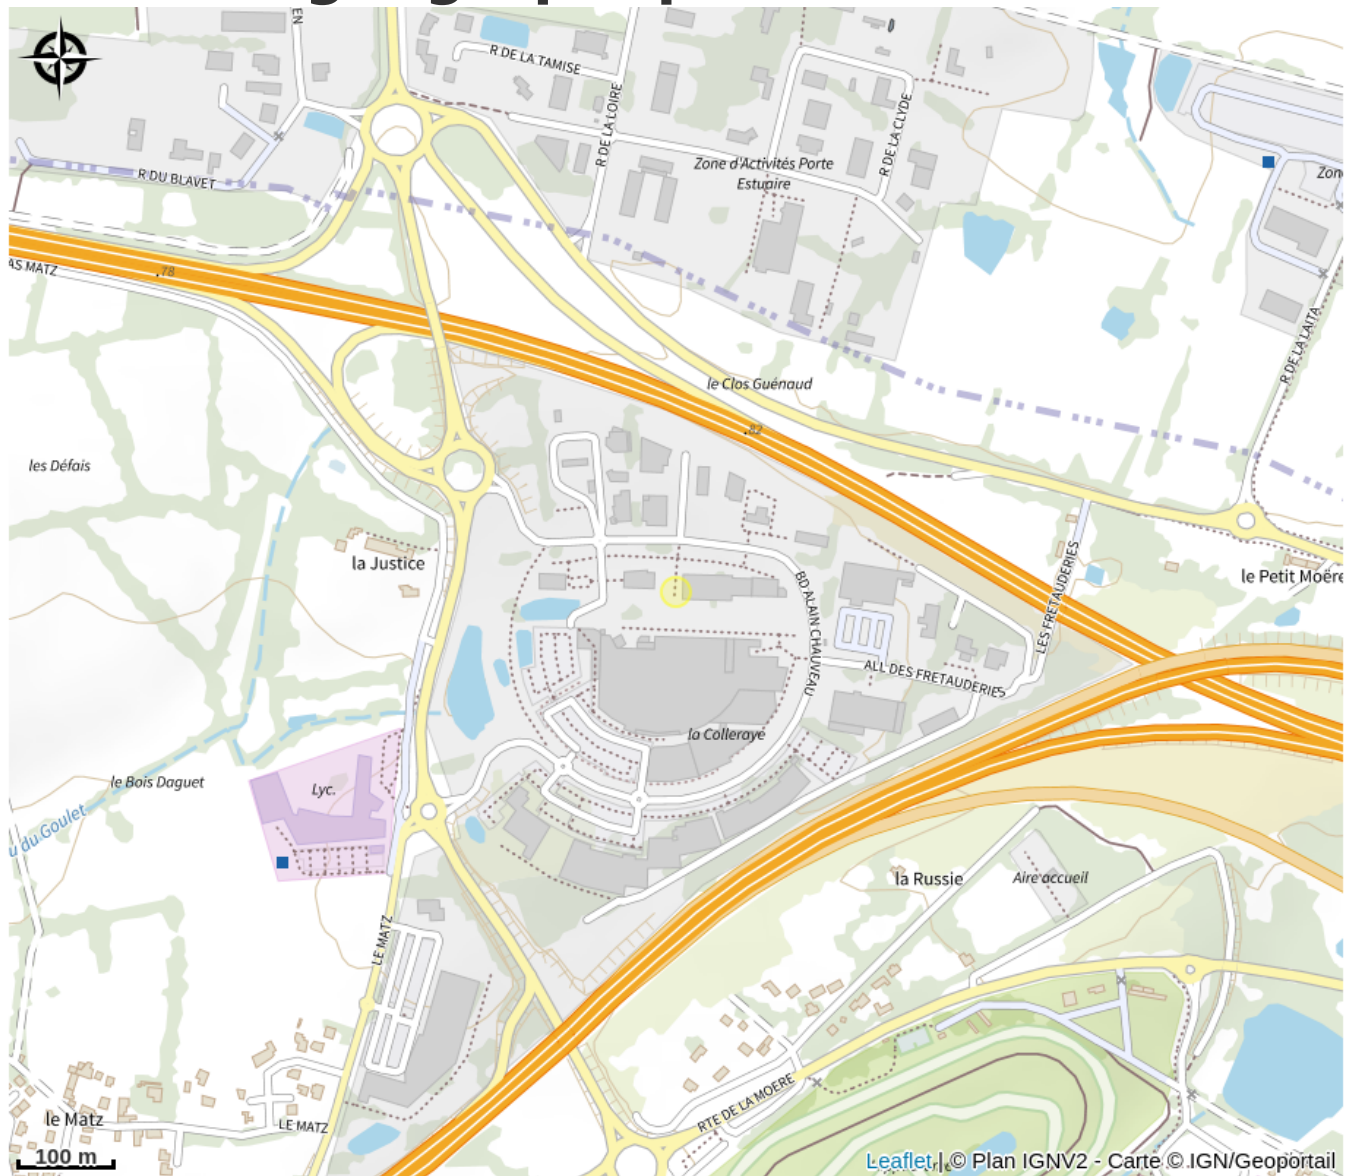 R DE LA TAMISE
R DE LA LOIRE
R DE LA CLYDE
Zone d'Activités Porte
Estuaire
R DU BLAVET
AS MATZ
.78
R DE LA LAITA
le Clos Guénaud
.82
les Défais
la Justice
LES FRETAUDERIES
le Petit Moëre
BD ALAIN CHAUVEAU
ALL DES FRETAUDERIES
la Colleraye
le Bois Daguet
Lyc.
u du Goulet
la Russie
Aire accueil
LE MATZ
RTE DE LA MOERE
le Matz
LE MATZ
100 m
Leaflet | © Plan IGNV2 - Carte © IGN/Geoportail